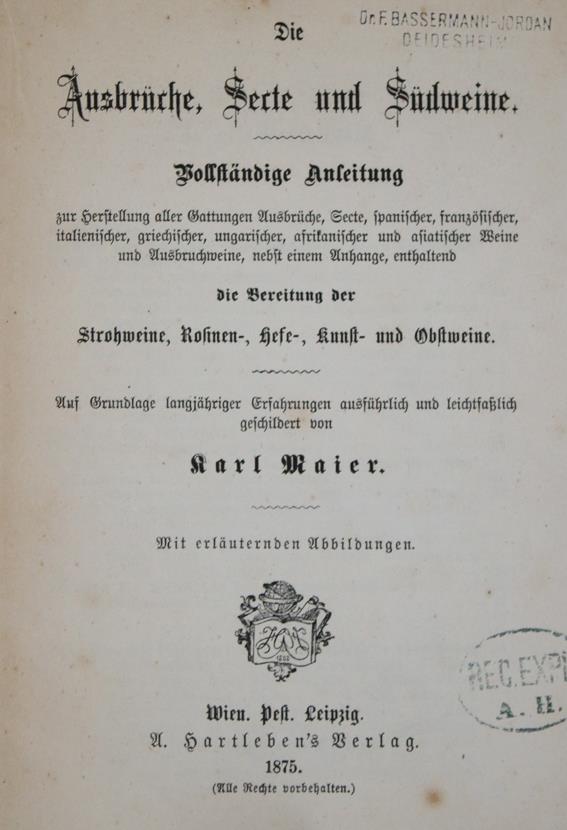 Dr. F. BASSERMANN-JORDAN
DEIDESHEIM
Die
Ausbrüche, Secte und Südweine.
Vollständige Anleitung
zur Herstellung aller Gattungen Ausbrüche, Secte, spanischer, französischer,
italienischer, griechischer, ungarischer, afrikanischer und asiatischer Weine
und Ausbruchweine, nebst einem Anhange, enthaltend
die Bereitung der
Strohweine, Rosinen-, Hefe-, Kunst- und Obstweine.
Auf Grundlage langjähriger Erfahrungen ausführlich und leichtfaßlich
geschildert von
Karl Maier.
Mit erläuternden Abbildungen.
REC. EXP
A. H.
Wien. Pest. Leipzig.
A. Hartleben's Verlag.
1875.
(Alle Rechte vorbehalten.)